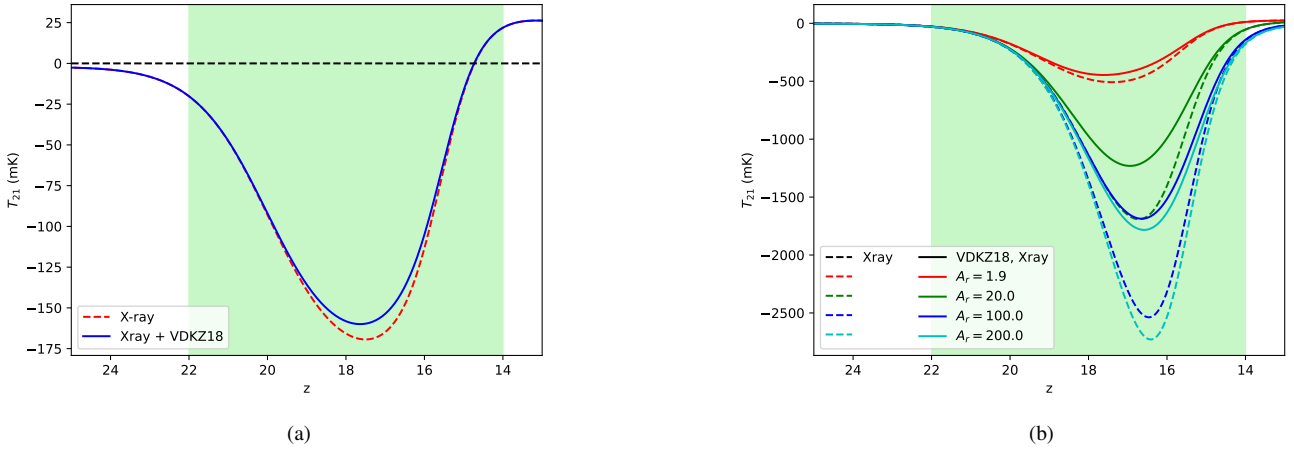 25
0
−25
−50
−75
−100
−125
−150
−175
T21 (mK)
X-ray
Xray + VDKZ18
24 22 20 18 16 14
z
(a)
0
−500
−1000
−1500
−2000
−2500
T21 (mK)
Xray
VDKZ18, Xray
Ar = 1.9
Ar = 20.0
Ar = 100.0
Ar = 200.0
24 22 20 18 16 14
z
(b)